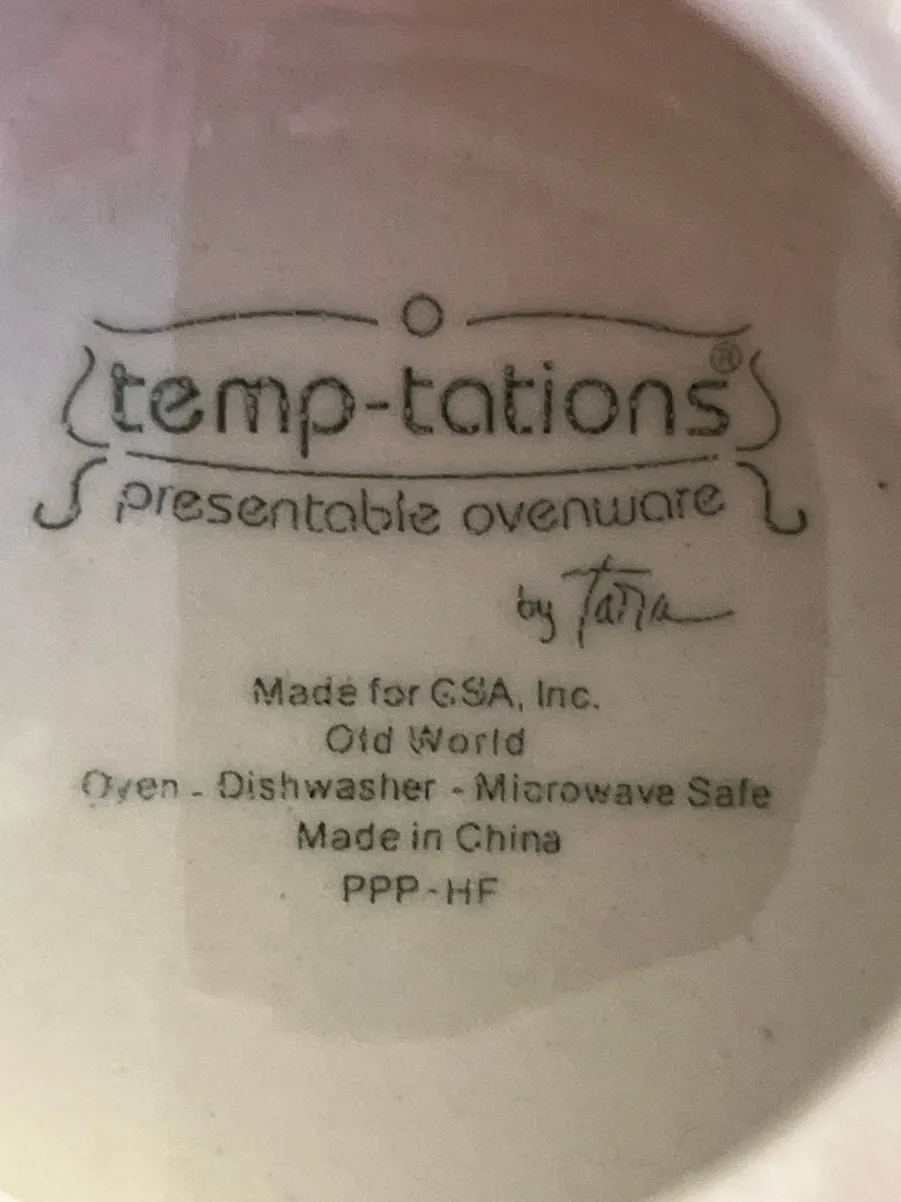 temp-tations®
presentable ovenware
by Tara
Made for CSA, Inc.
Old World
Oven - Dishwasher - Microwave Safe
Made in China
PPP-HF